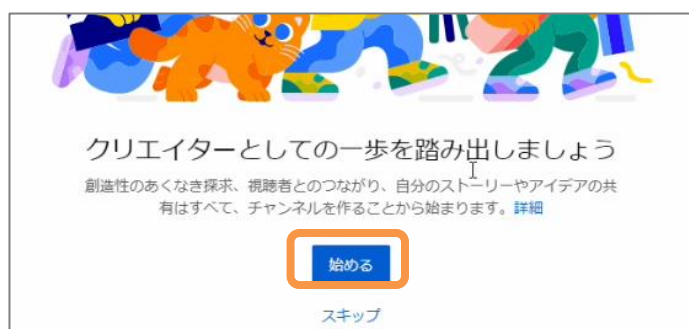 クリエイターとしての一歩を踏み出しましょう
創造性のあくなき探求、視聴者とのつながり、自分のストーリーやアイデアの共
有はすべて、チャンネルを作ることから始まります。詳細
始める
スキップ